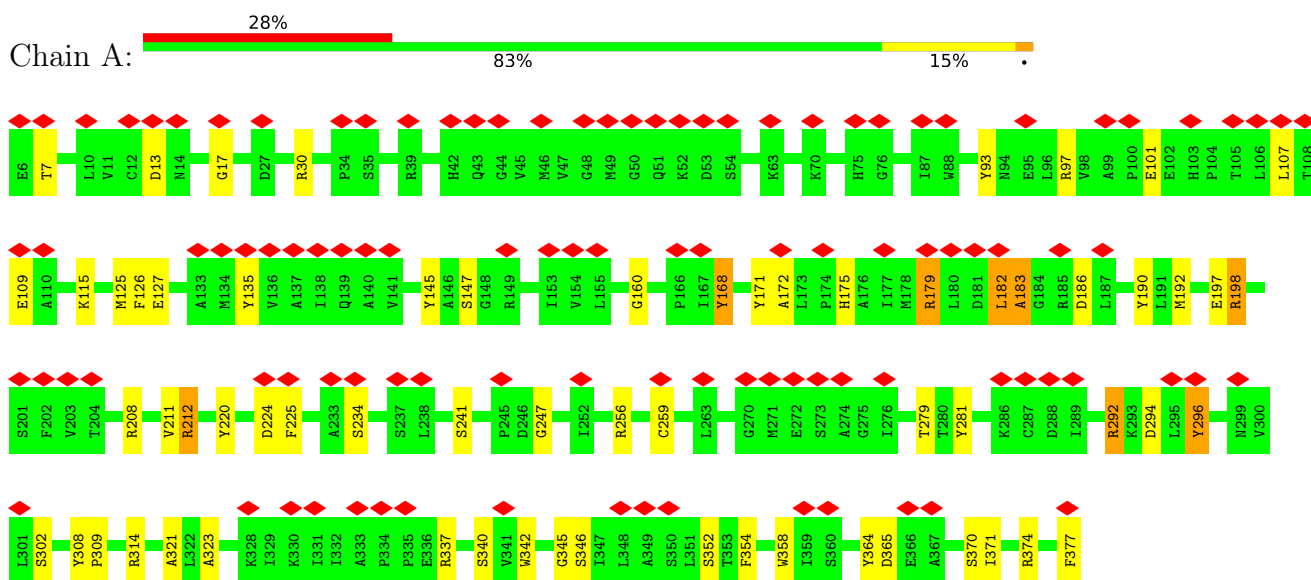 28%
Chain A:
83% 15% •
E6 T7 L10 V11 C12 D13 N14 G17 D27 R30 P34 S35 R39 H42 Q43 G44 V45 M46 V47 G48 M49 G50 Q51 K52 D53 S54 K63 K70 H75 G76 I87 W88 Y93 N94 E95 L96 R97 V98 A99 P100 E101 E102 H103 P104 T105 L106 L107 T108
E109 A110 K115 M125 F126 E127 A133 M134 Y135 V136 A137 T138 Q139 A140 V141 Y145 A146 S147 G148 R149 I153 V154 L155 G160 P166 I167 Y168 Y171 A172 L173 P174 H175 A176 I177 M178 R179 L180 D181 L182 A183 G184 R185 D186 L187 Y190 L191 M192 E197 R198
S201 F202 V203 T204 R208 V211 R212 Y220 D224 F225 A233 S234 S237 L238 S241 P245 D246 G247 I252 R256 C259 L263 G270 M271 E272 S273 A274 G275 I276 T279 T280 Y281 K286 C287 D288 I289 R292 K293 D294 L295 Y296 N299 V300
L301 S302 Y308 P309 R314 A321 L322 A323 K328 I329 K330 I331 I332 A333 P334 P335 E336 R337 S340 V341 W342 G345 S346 I347 L348 A349 S350 L351 S352 T353 F354 W358 I359 S360 Y364 D365 E366 A367 S370 I371 R374 F377